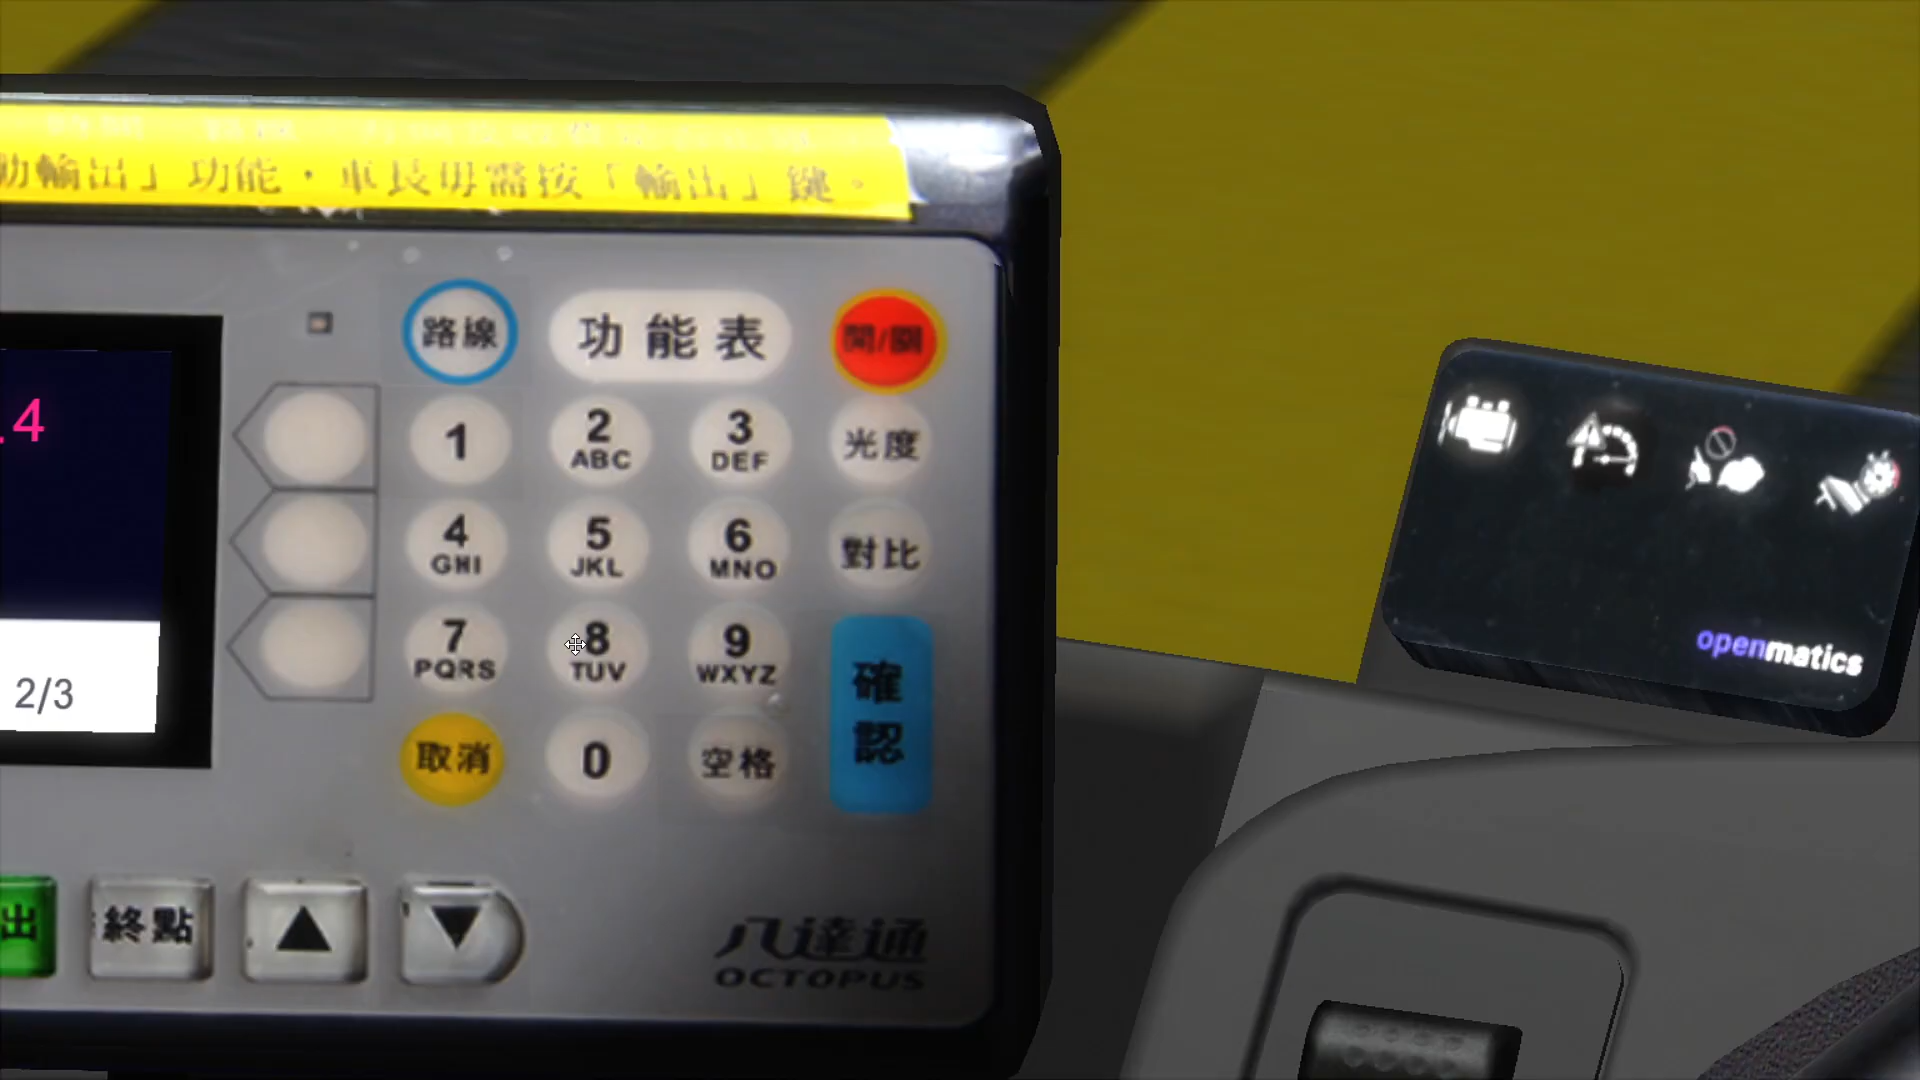 動輸出」功能，車長毋需按「輸出」鍵。
路線 功能表 開/關
.4
1 2 ABC 3 DEF 光度
4 GHI 5 JKL 6 MNO 對比
7 PQRS 8 TUV 9 WXYZ 確認
2/3
取消 0 空格
出 終點 ▲ ▼
八達通
OCTOPUS
openmatics